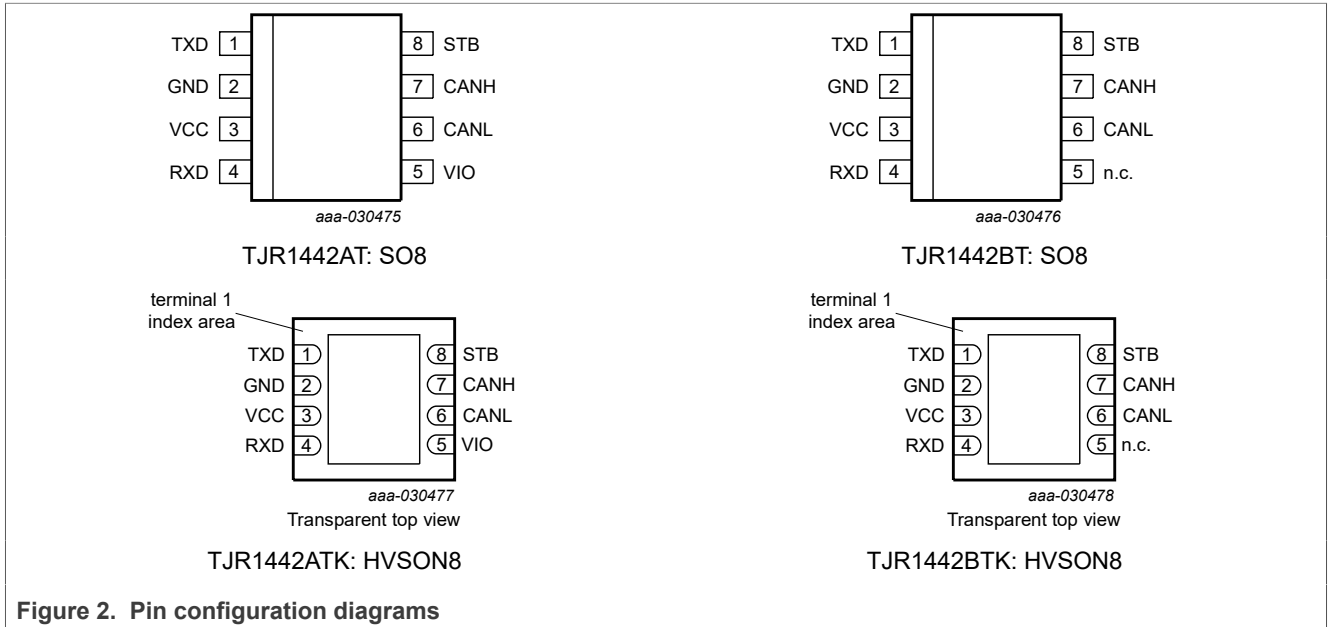 TXD 1 8 STB
GND 2 7 CANH
VCC 3 6 CANL
RXD 4 5 VIO
aaa-030475
TJR1442AT: SO8
TXD 1 8 STB
GND 2 7 CANH
VCC 3 6 CANL
RXD 4 5 n.c.
aaa-030476
TJR1442BT: SO8
terminal 1
index area
TXD 1 8 STB
GND 2 7 CANH
VCC 3 6 CANL
RXD 4 5 VIO
aaa-030477
Transparent top view
TJR1442ATK: HVSON8
terminal 1
index area
TXD 1 8 STB
GND 2 7 CANH
VCC 3 6 CANL
RXD 4 5 n.c.
aaa-030478
Transparent top view
TJR1442BTK: HVSON8
Figure 2. Pin configuration diagrams